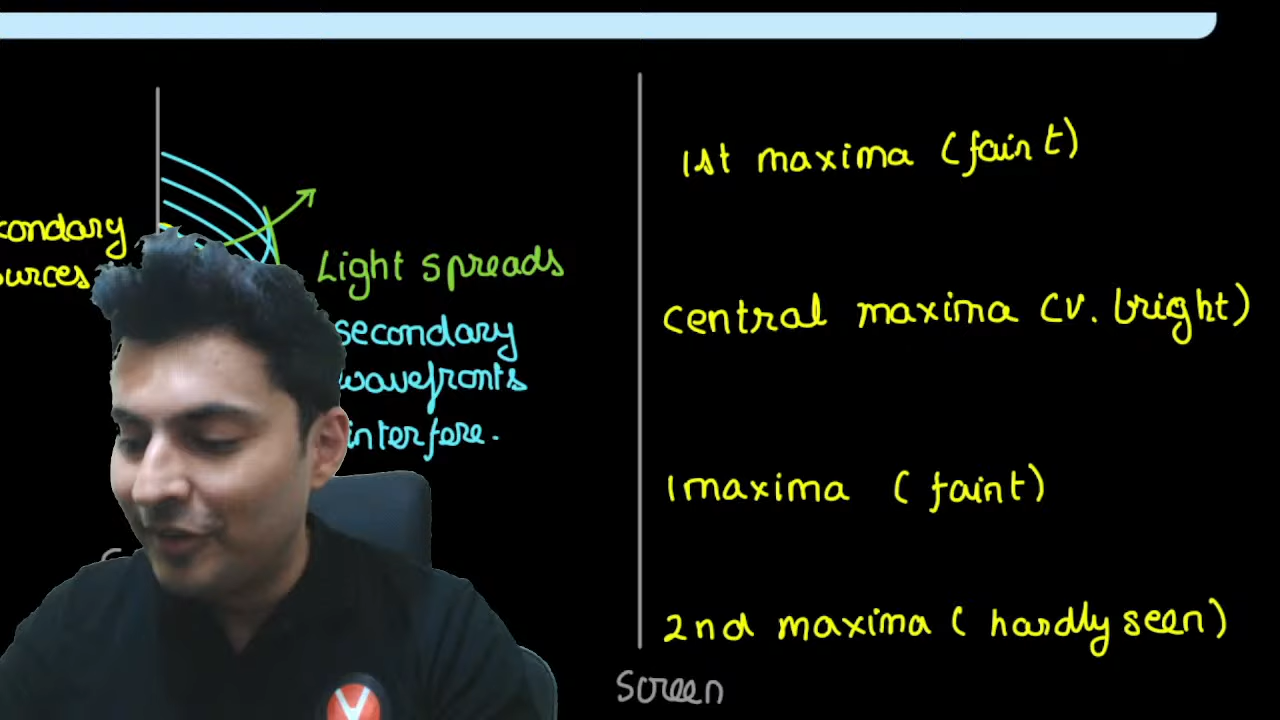 1st maxima (faint)
condary
urces
Light spreads
secondary
wavefronts
interfere.
central maxima (v. bright)
1maxima (faint)
2nd maxima (hardly seen)
Screen